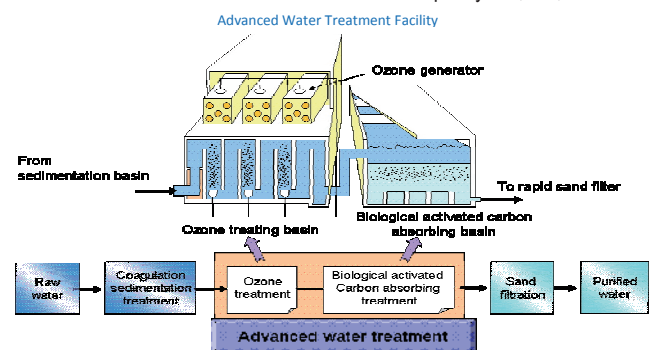 Advanced Water Treatment Facility
Ozone generator
From
sedimentation basin
To rapid sand filter
Ozone treating basin
Biological activated carbon
absorbing basin
Raw
water
Coagulation
sedimentation
treatment
Ozone
treatment
Biological activated
Carbon absorbing
treatment
Sand
filtration
Purified
water
Advanced water treatment